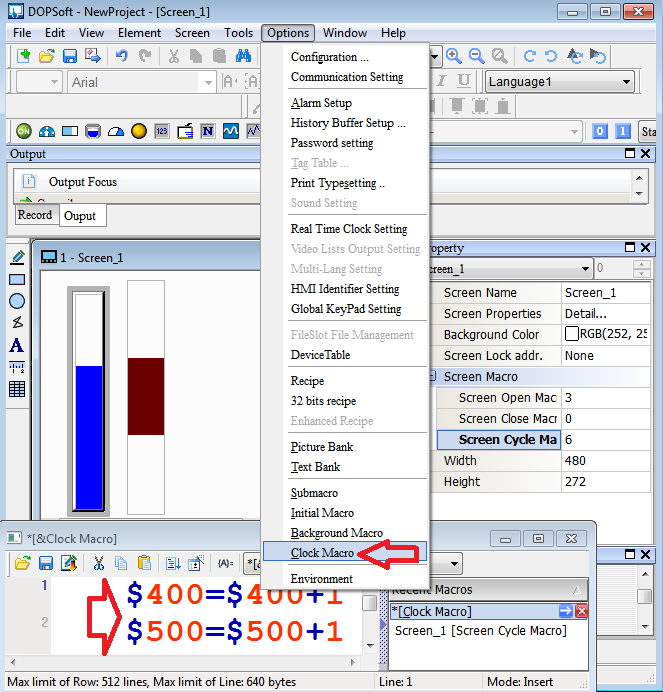 DOPSoft - NewProject - [Screen_1]
File Edit View Element Screen Tools Options Window Help
Arial
Language1
Output
Output Focus
Record Ouput
1 - Screen_1
Configuration ...
Communication Setting
Alarm Setup
History Buffer Setup ...
Password setting
Tag Table ...
Print Typesetting ..
Sound Setting
Real Time Clock Setting
Video Lists Output Setting
Multi-Lang Setting
HMI Identifier Setting
Global KeyPad Setting
FileSlot File Management
DeviceTable
Recipe
32 bits recipe
Enhanced Recipe
Picture Bank
Text Bank
Submacro
Initial Macro
Background Macro
Clock Macro
Environment
0 1 Sta
roperty
creen_1 0
Screen Name Screen_1
Screen Properties Detail...
Background Color RGB(252, 25
Screen Lock addr. None
Screen Macro
Screen Open Mac 3
Screen Close Mac 0
Screen Cycle Ma 6
Width 480
Height 272
*[&Clock Macro]
{A}= *[&
1 $400=$400+1
2 $500=$500+1
Recent Macros
*[Clock Macro]
Screen_1 [Screen Cycle Macro]
Max limit of Row: 512 lines, Max limit of Line: 640 bytes Line: 1 Mode: Insert